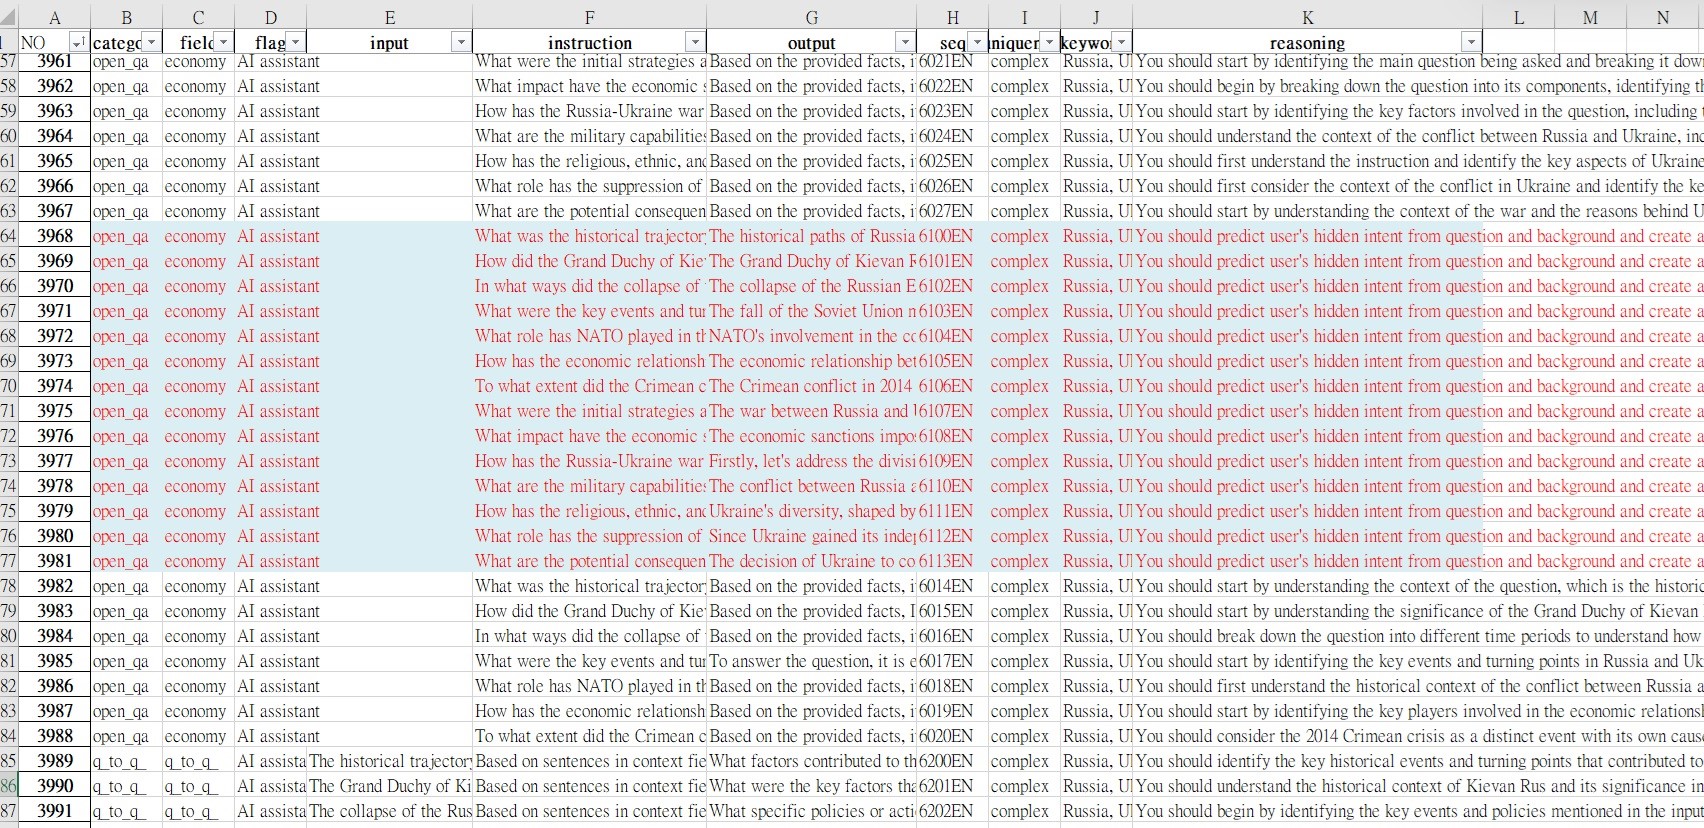 A B C D E F G H I J K L M N
NO catego field flag input instruction output seq niquer keywo reasoning
57 3961 open_qa economy AI assistant What were the initial strategies a Based on the provided facts, i 6021EN complex Russia, U You should start by identifying the main question being asked and breaking it dow
58 3962 open_qa economy AI assistant What impact have the economic s Based on the provided facts, i 6022EN complex Russia, U You should begin by breaking down the question into its components, identifying th
59 3963 open_qa economy AI assistant How has the Russia-Ukraine war Based on the provided facts, i 6023EN complex Russia, U You should start by identifying the key factors involved in the question, including
60 3964 open_qa economy AI assistant What are the military capabilities Based on the provided facts, i 6024EN complex Russia, U You should understand the context of the conflict between Russia and Ukraine, inc
61 3965 open_qa economy AI assistant How has the religious, ethnic, and Based on the provided facts, i 6025EN complex Russia, U You should first understand the instruction and identify the key aspects of Ukraine
62 3966 open_qa economy AI assistant What role has the suppression of Based on the provided facts, i 6026EN complex Russia, U You should first consider the context of the conflict in Ukraine and identify the ke
63 3967 open_qa economy AI assistant What are the potential consequen Based on the provided facts, i 6027EN complex Russia, U You should start by understanding the context of the war and the reasons behind U
64 3968 open_qa economy AI assistant What was the historical trajector The historical paths of Russia 6100EN complex Russia, U You should predict user's hidden intent from question and background and create a
65 3969 open_qa economy AI assistant How did the Grand Duchy of Kie The Grand Duchy of Kievan R 6101EN complex Russia, U You should predict user's hidden intent from question and background and create a
66 3970 open_qa economy AI assistant In what ways did the collapse of The collapse of the Russian E 6102EN complex Russia, U You should predict user's hidden intent from question and background and create a
67 3971 open_qa economy AI assistant What were the key events and tur The fall of the Soviet Union n 6103EN complex Russia, U You should predict user's hidden intent from question and background and create a
68 3972 open_qa economy AI assistant What role has NATO played in th NATO's involvement in the co 6104EN complex Russia, U You should predict user's hidden intent from question and background and create a
69 3973 open_qa economy AI assistant How has the economic relationsh The economic relationship bet 6105EN complex Russia, U You should predict user's hidden intent from question and background and create a
70 3974 open_qa economy AI assistant To what extent did the Crimean c The Crimean conflict in 2014 6106EN complex Russia, U You should predict user's hidden intent from question and background and create a
71 3975 open_qa economy AI assistant What were the initial strategies a The war between Russia and 6107EN complex Russia, U You should predict user's hidden intent from question and background and create a
72 3976 open_qa economy AI assistant What impact have the economic s The economic sanctions impo 6108EN complex Russia, U You should predict user's hidden intent from question and background and create a
73 3977 open_qa economy AI assistant How has the Russia-Ukraine war Firstly, let's address the divisi 6109EN complex Russia, U You should predict user's hidden intent from question and background and create a
74 3978 open_qa economy AI assistant What are the military capabilities The conflict between Russia a 6110EN complex Russia, U You should predict user's hidden intent from question and background and create a
75 3979 open_qa economy AI assistant How has the religious, ethnic, and Ukraine's diversity, shaped by 6111EN complex Russia, U You should predict user's hidden intent from question and background and create a
76 3980 open_qa economy AI assistant What role has the suppression of Since Ukraine gained its inde 6112EN complex Russia, U You should predict user's hidden intent from question and background and create a
77 3981 open_qa economy AI assistant What are the potential consequen The decision of Ukraine to co 6113EN complex Russia, U You should predict user's hidden intent from question and background and create a
78 3982 open_qa economy AI assistant What was the historical trajector Based on the provided facts, i 6014EN complex Russia, U You should start by understanding the context of the question, which is the historic
79 3983 open_qa economy AI assistant How did the Grand Duchy of Kie Based on the provided facts, 6015EN complex Russia, U You should start by understanding the significance of the Grand Duchy of Kievan
80 3984 open_qa economy AI assistant In what ways did the collapse of Based on the provided facts, i 6016EN complex Russia, U You should break down the question into different time periods to understand how
81 3985 open_qa economy AI assistant What were the key events and tur To answer the question, it is e 6017EN complex Russia, U You should start by identifying the key events and turning points in Russia and Uk
82 3986 open_qa economy AI assistant What role has NATO played in th Based on the provided facts, i 6018EN complex Russia, U You should first understand the historical context of the conflict between Russia a
83 3987 open_qa economy AI assistant How has the economic relationsh Based on the provided facts, i 6019EN complex Russia, U You should start by identifying the key players involved in the economic relations
84 3988 open_qa economy AI assistant To what extent did the Crimean c Based on the provided facts, i 6020EN complex Russia, U You should consider the 2014 Crimean crisis as a distinct event with its own cause
85 3989 q_to_q_ q_to_q_ AI assista The historical trajectory Based on sentences in context fie What factors contributed to th 6200EN complex Russia, U You should identify the key historical events and turning points that contributed to
86 3990 q_to_q_ q_to_q_ AI assista The Grand Duchy of Ki Based on sentences in context fie What were the key factors tha 6201EN complex Russia, U You should understand the historical context of Kievan Rus and its significance in
87 3991 q_to_q_ q_to_q_ AI assista The collapse of the Rus Based on sentences in context fie What specific policies or acti 6202EN complex Russia, U You should begin by identifying the key events and policies mentioned in the inpu